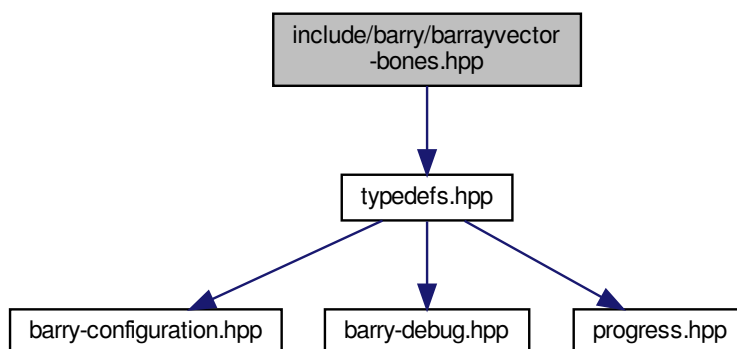 include/barry/barrayvector
-bones.hpp
typedefs.hpp
barry-configuration.hpp
barry-debug.hpp
progress.hpp